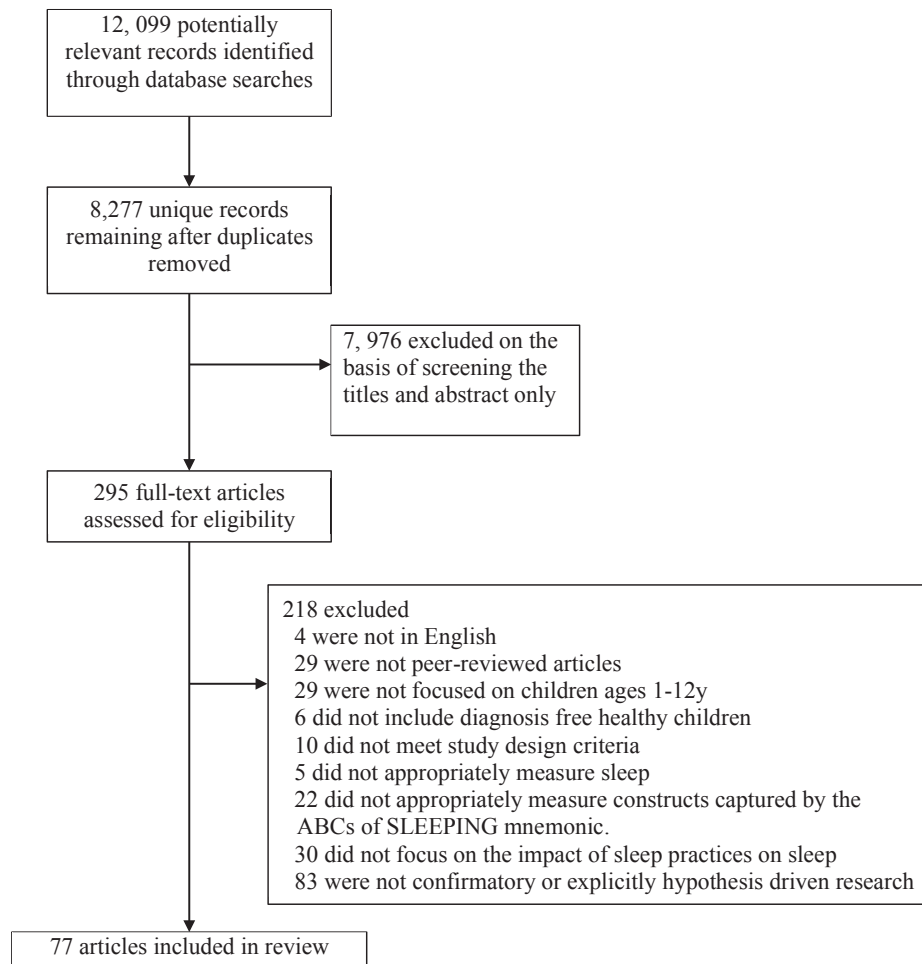 12, 099 potentially
relevant records identified
through database searches
8,277 unique records
remaining after duplicates
removed
7, 976 excluded on the
basis of screening the
titles and abstract only
295 full-text articles
assessed for eligibility
218 excluded
4 were not in English
29 were not peer-reviewed articles
29 were not focused on children ages 1-12y
6 did not include diagnosis free healthy children
10 did not meet study design criteria
5 did not appropriately measure sleep
22 did not appropriately measure constructs captured by the
ABCs of SLEEPING mnemonic.
30 did not focus on the impact of sleep practices on sleep
83 were not confirmatory or explicitly hypothesis driven research
77 articles included in review